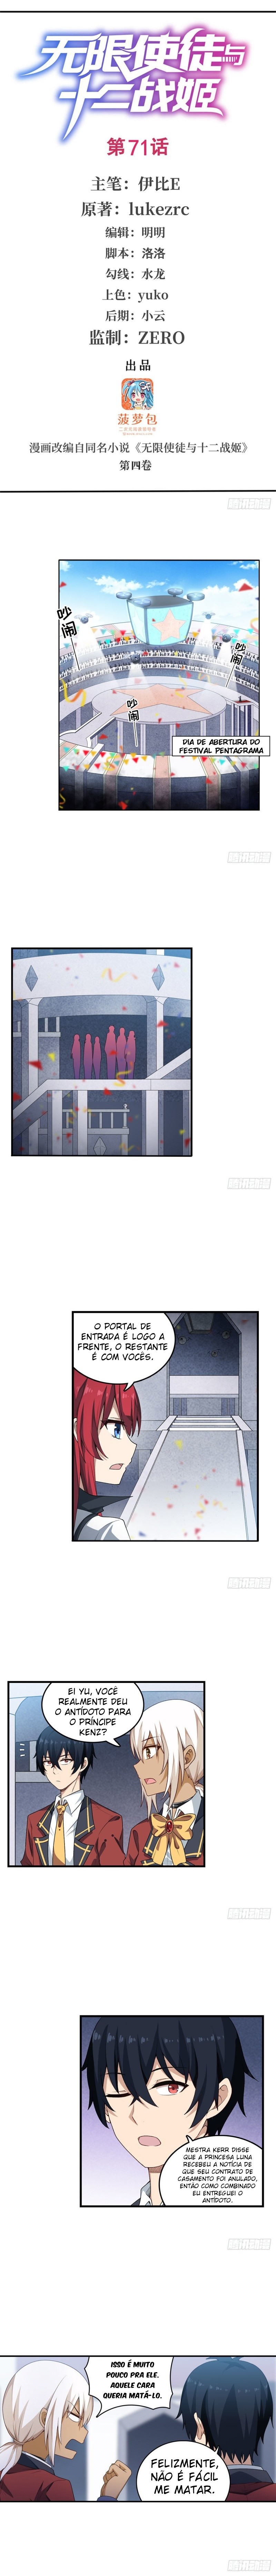 无限使徒与
十二战姬
第71话
主笔：伊比E
原著：lukezrc
编辑：明明
脚本：洛洛
勾线：水龙
上色：yuko
后期：小云
监制：ZERO
出品
菠萝包
漫画改编自同名小说《无限使徒与十二战姬》
第四卷
吵闹
吵闹
吵闹
DIA DE ABERTURA DO
FESTIVAL PENTAGRAMA
O PORTAL DE
ENTRADA É LOGO A
FRENTE, O RESTANTE
É COM VOCÊS.
EI YU, VOCÊ
REALMENTE DEU
O ANTÍDOTO PARA
O PRÍNCIPE
KENZ?
MESTRA KERR DISSE
QUE A PRINCESA LUNA
RECEBEU A NOTÍCIA DE
QUE SEU CONTRATO DE
CASAMENTO FOI ANULADO,
ENTÃO COMO COMBINADO
EU ENTREGUEI O
ANTÍDOTO.
ISSO É MUITO
POUCO PRA ELE.
AQUELE CARA
QUERIA MATÁ-LO.
FELIZMENTE,
NÃO É FÁCIL
ME MATAR.